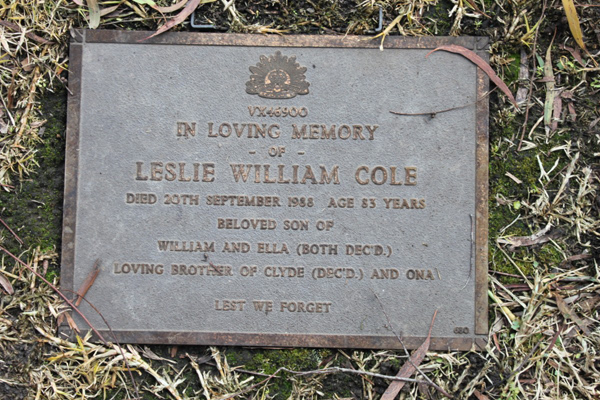 VX46900
IN LOVING MEMORY
- OF -
LESLIE WILLIAM COLE
DIED 20TH SEPTEMBER 1988 AGE 83 YEARS
BELOVED SON OF
WILLIAM AND ELLA (BOTH DEC'D.)
LOVING BROTHER OF CLYDE (DEC'D.) AND ONA
LEST WE FORGET